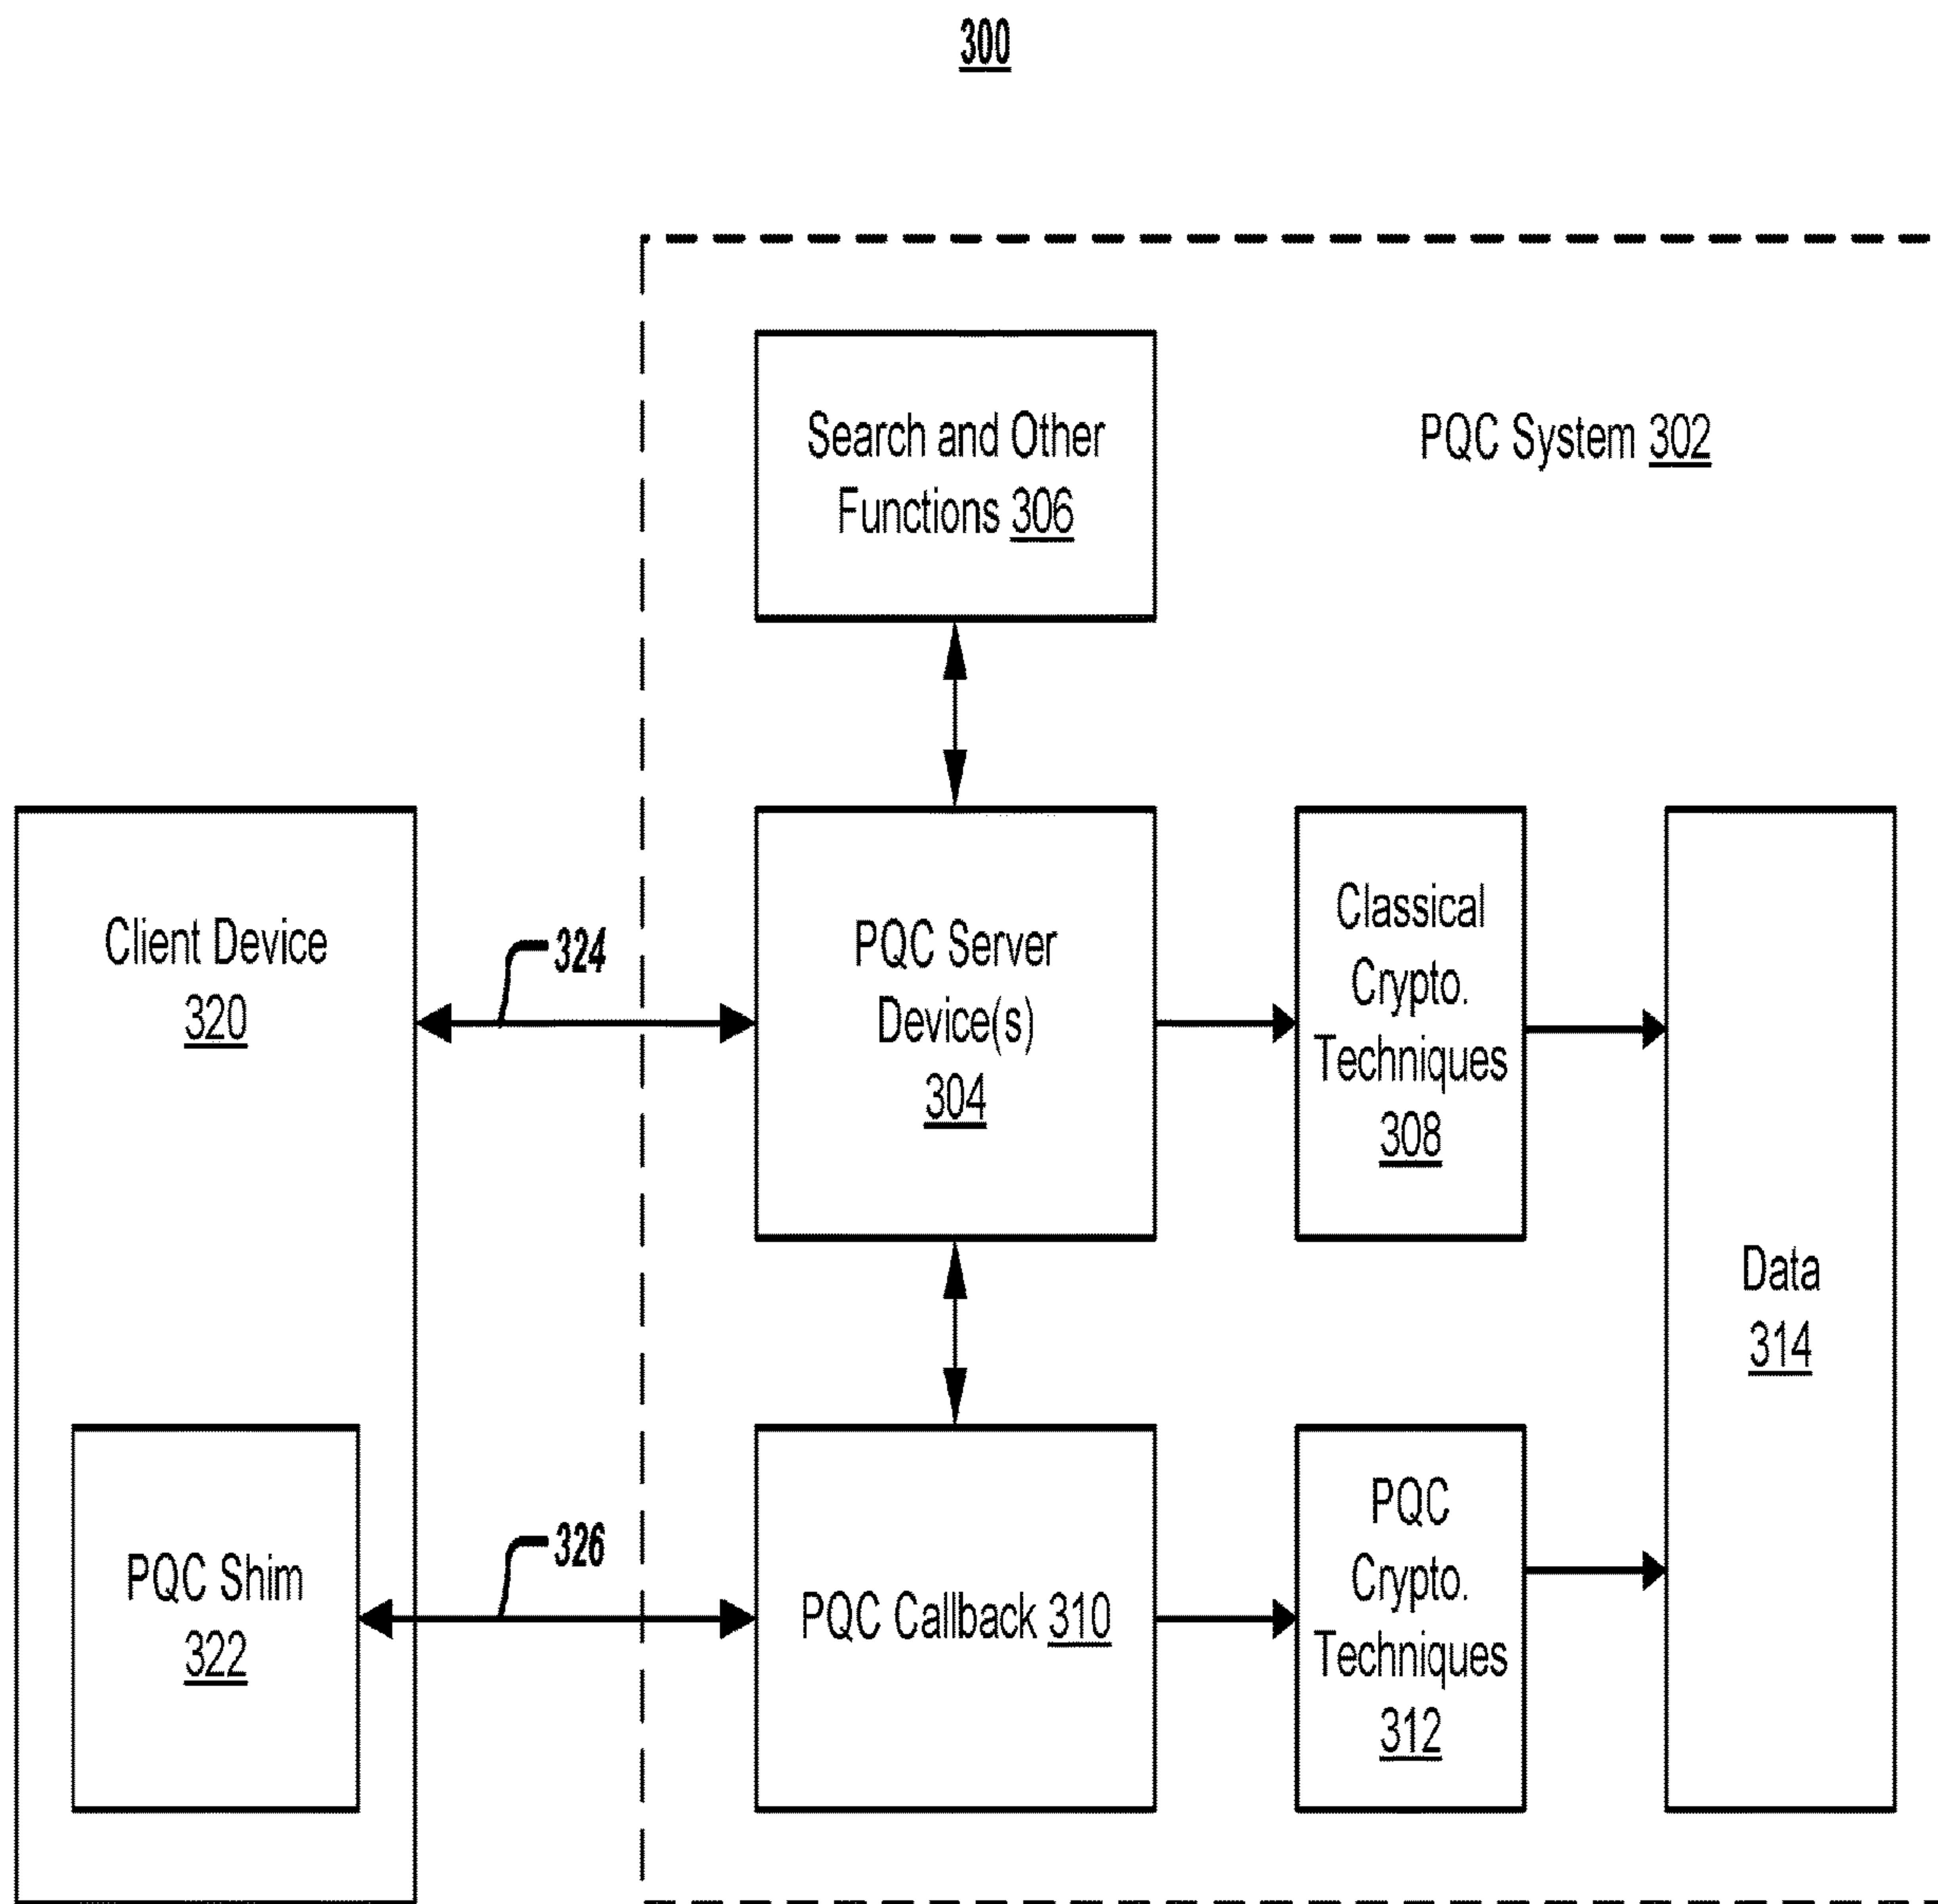 300
Search and Other
Functions 306
PQC System 302
Client Device
320
324
PQC Server
Device(s)
304
Classical
Crypto.
Techniques
308
Data
314
PQC Shim
322
326
PQC Callback 310
PQC
Crypto.
Techniques
312